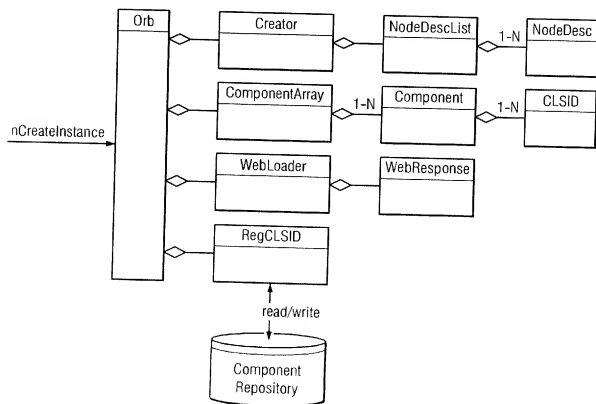 Orb
Creator
NodeDescList
1-N
NodeDesc
ComponentArray
1-N
Component
1-N
CLSID
nCreateInstance
WebLoader
WebResponse
RegCLSID
read/write
Component
Repository